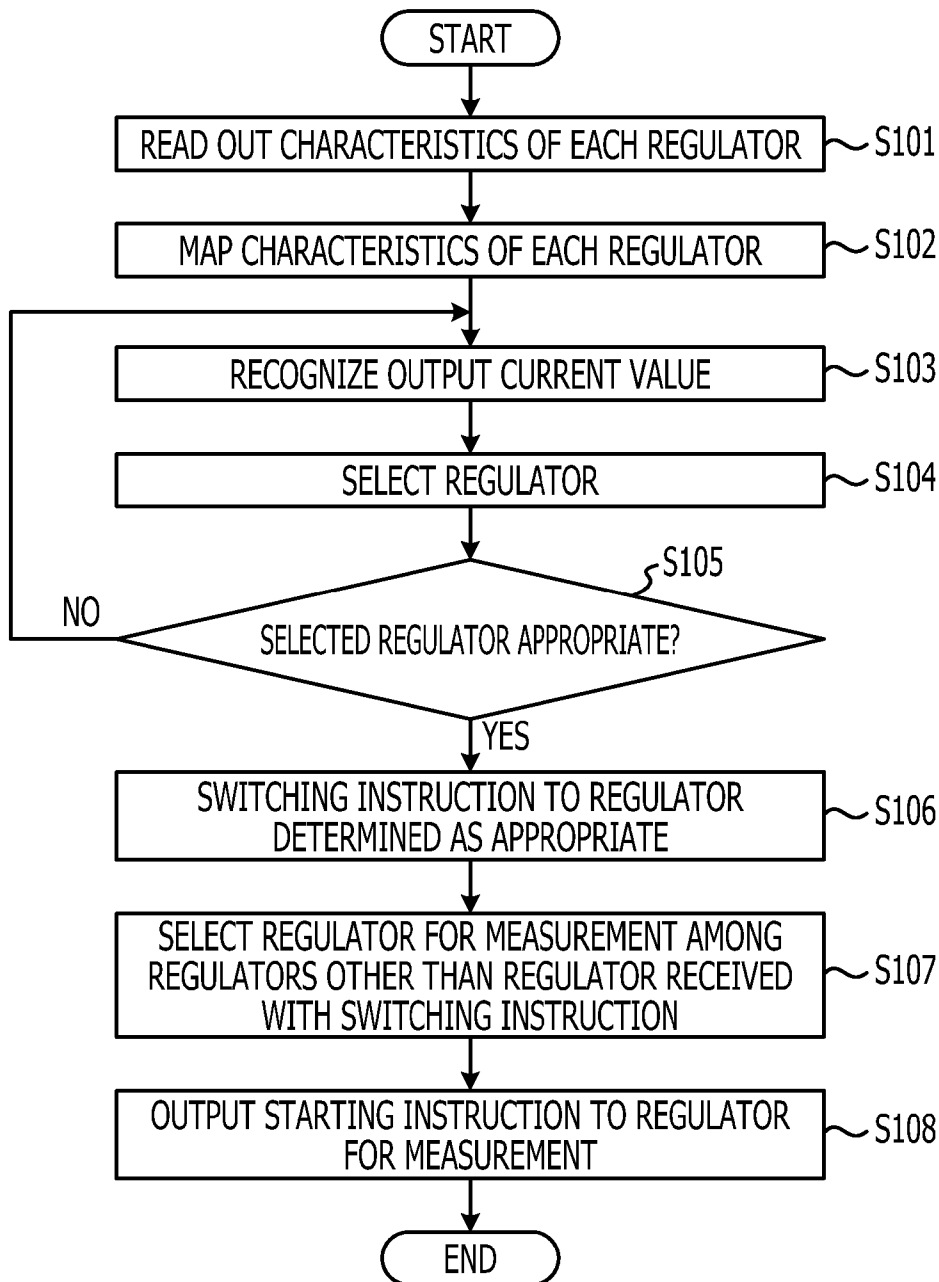 START
READ OUT CHARACTERISTICS OF EACH REGULATOR
S101
MAP CHARACTERISTICS OF EACH REGULATOR
S102
RECOGNIZE OUTPUT CURRENT VALUE
S103
SELECT REGULATOR
S104
S105
NO
SELECTED REGULATOR APPROPRIATE?
YES
SWITCHING INSTRUCTION TO REGULATOR
DETERMINED AS APPROPRIATE
S106
SELECT REGULATOR FOR MEASUREMENT AMONG
REGULATORS OTHER THAN REGULATOR RECEIVED
WITH SWITCHING INSTRUCTION
S107
OUTPUT STARTING INSTRUCTION TO REGULATOR
FOR MEASUREMENT
S108
END